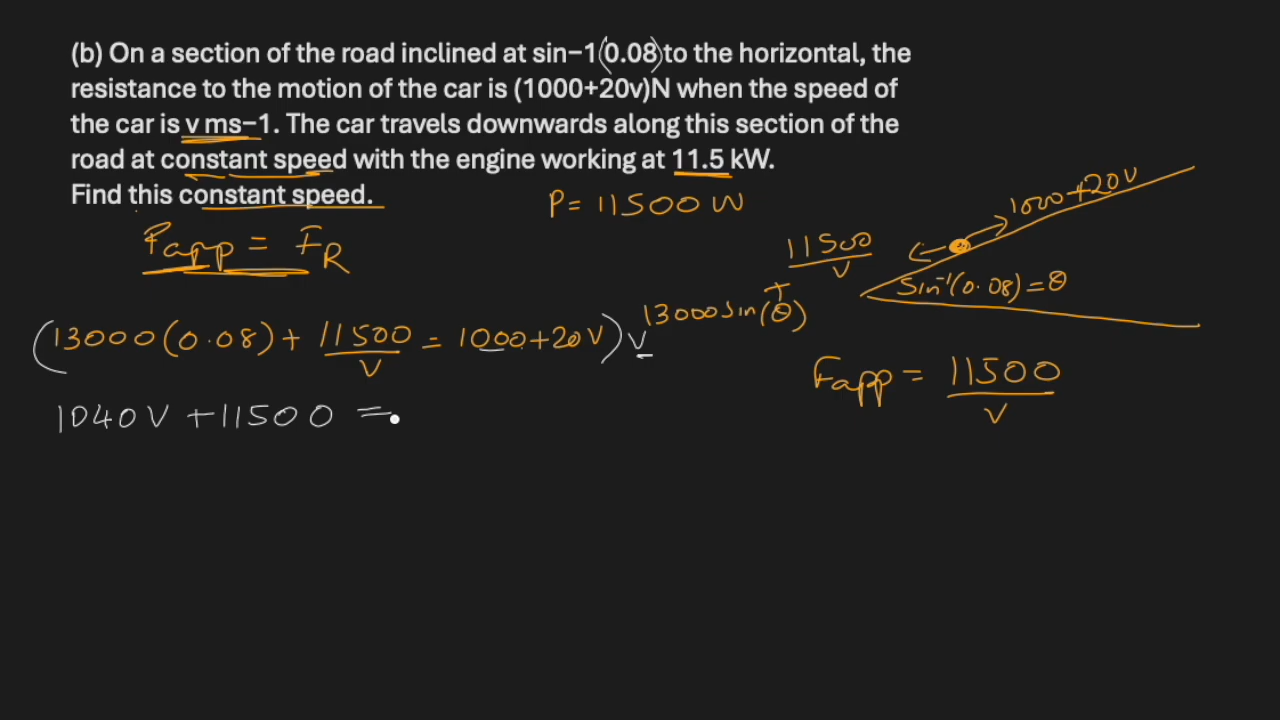 (b) On a section of the road inclined at sin−1(0.08)to the horizontal, the
resistance to the motion of the car is (1000+20v)N when the speed of
the car is v ms−1. The car travels downwards along this section of the
road at constant speed with the engine working at 11.5 kW.
Find this constant speed.
P = 11500 W
1000+20V
Fapp = FR
11500/V
Sin⁻¹(0.08) = θ
+
13000 sin(θ)
(13000(0.08) + 11500/V = 1000+20V) V
Fapp = 11500/V
1040V + 11500 =